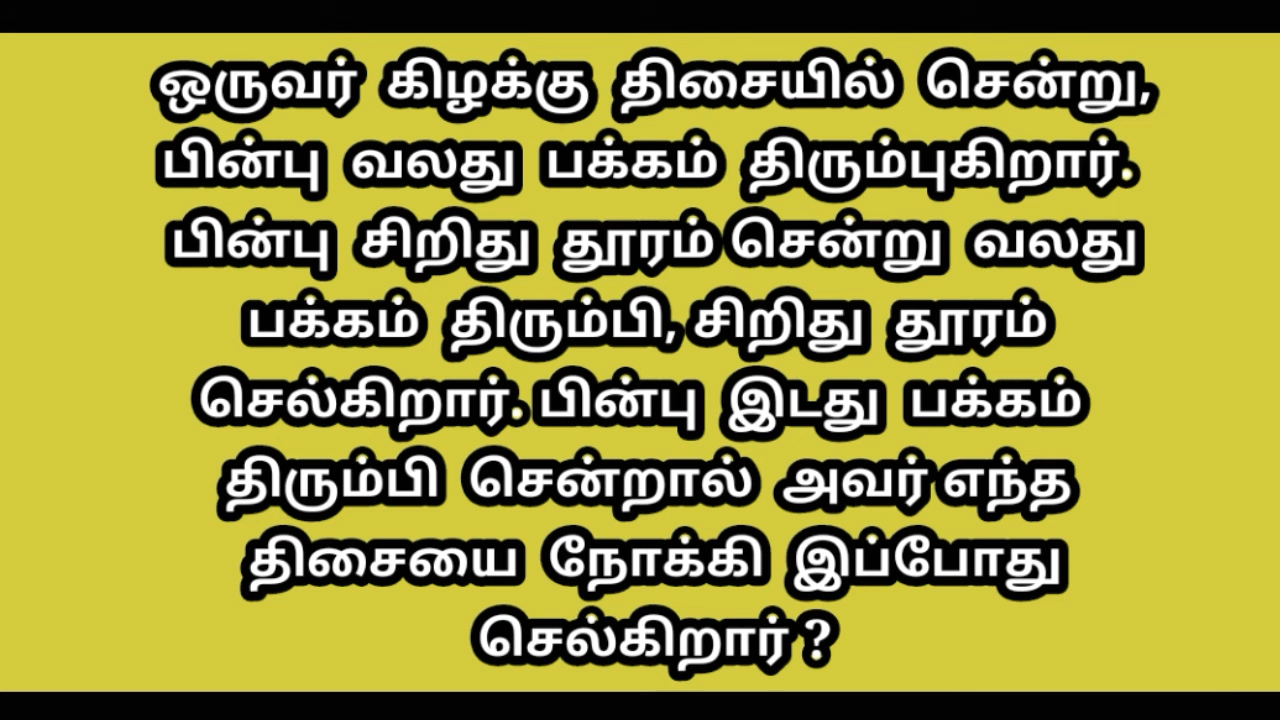 ஒருவர் கிழக்கு திசையில் சென்று,
பின்பு வலது பக்கம் திரும்புகிறார்.
பின்பு சிறிது தூரம் சென்று வலது
பக்கம் திரும்பி, சிறிது தூரம்
செல்கிறார். பின்பு இடது பக்கம்
திரும்பி சென்றால் அவர் எந்த
திசையை நோக்கி இப்போது
செல்கிறார் ?